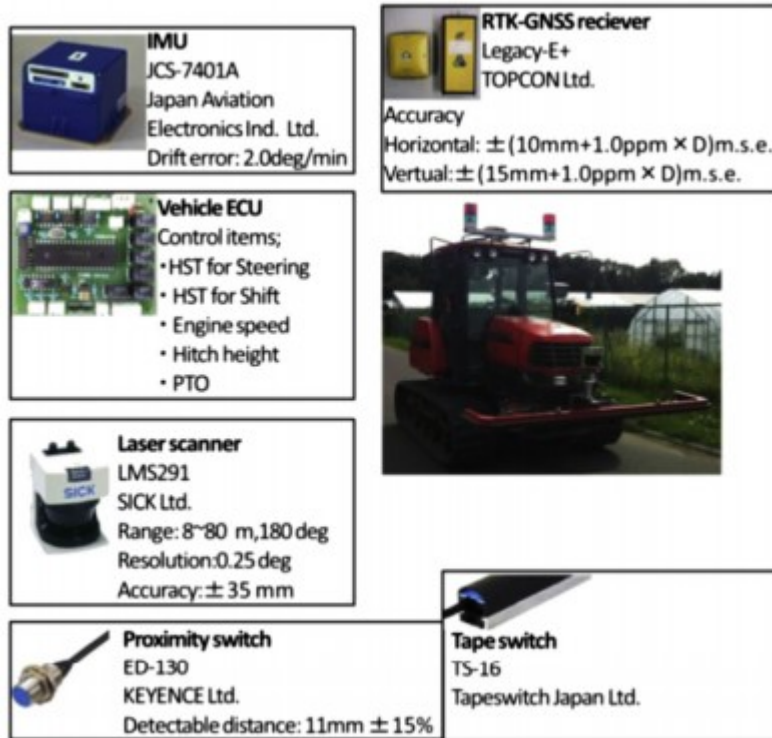 IMU
JCS-7401A
Japan Aviation
Electronics Ind. Ltd.
Drift error: 2.0deg/min
RTK-GNSS reciever
Legacy-E+
TOPCON Ltd.
Accuracy
Horizontal: ±(10mm+1.0ppm × D)m.s.e.
Vertual: ±(15mm+1.0ppm × D)m.s.e.
Vehicle ECU
Control items;
・HST for Steering
・HST for Shift
・Engine speed
・Hitch height
・PTO
Laser scanner
LMS291
SICK Ltd.
Range: 8~80 m,180 deg
Resolution:0.25 deg
Accuracy: ±35 mm
SICK
Proximity switch
ED-130
KEYENCE Ltd.
Detectable distance: 11mm ±15%
Tape switch
TS-16
Tapeswitch Japan Ltd.